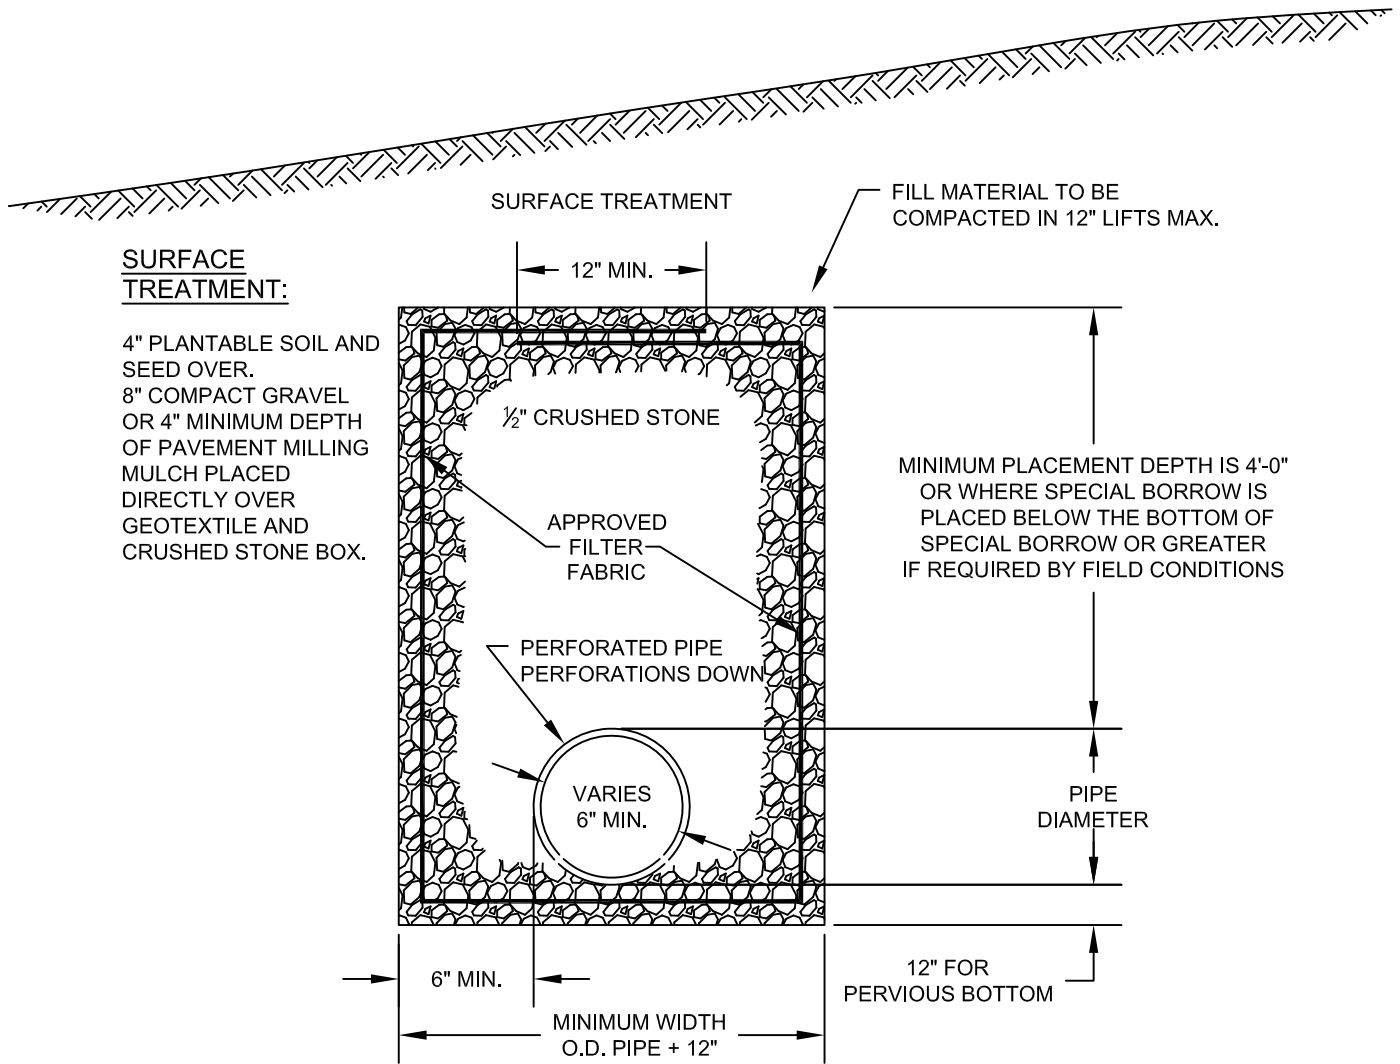 SURFACE TREATMENT
FILL MATERIAL TO BE
COMPACTED IN 12" LIFTS MAX.
SURFACE
TREATMENT:
12" MIN.
4" PLANTABLE SOIL AND
SEED OVER.
8" COMPACT GRAVEL
OR 4" MINIMUM DEPTH
OF PAVEMENT MILLING
MULCH PLACED
DIRECTLY OVER
GEOTEXTILE AND
CRUSHED STONE BOX.
½" CRUSHED STONE
MINIMUM PLACEMENT DEPTH IS 4'-0"
OR WHERE SPECIAL BORROW IS
PLACED BELOW THE BOTTOM OF
SPECIAL BORROW OR GREATER
IF REQUIRED BY FIELD CONDITIONS
APPROVED
FILTER
FABRIC
PERFORATED PIPE
PERFORATIONS DOWN
VARIES
6" MIN.
PIPE
DIAMETER
6" MIN.
12" FOR
PERVIOUS BOTTOM
MINIMUM WIDTH
O.D. PIPE + 12"